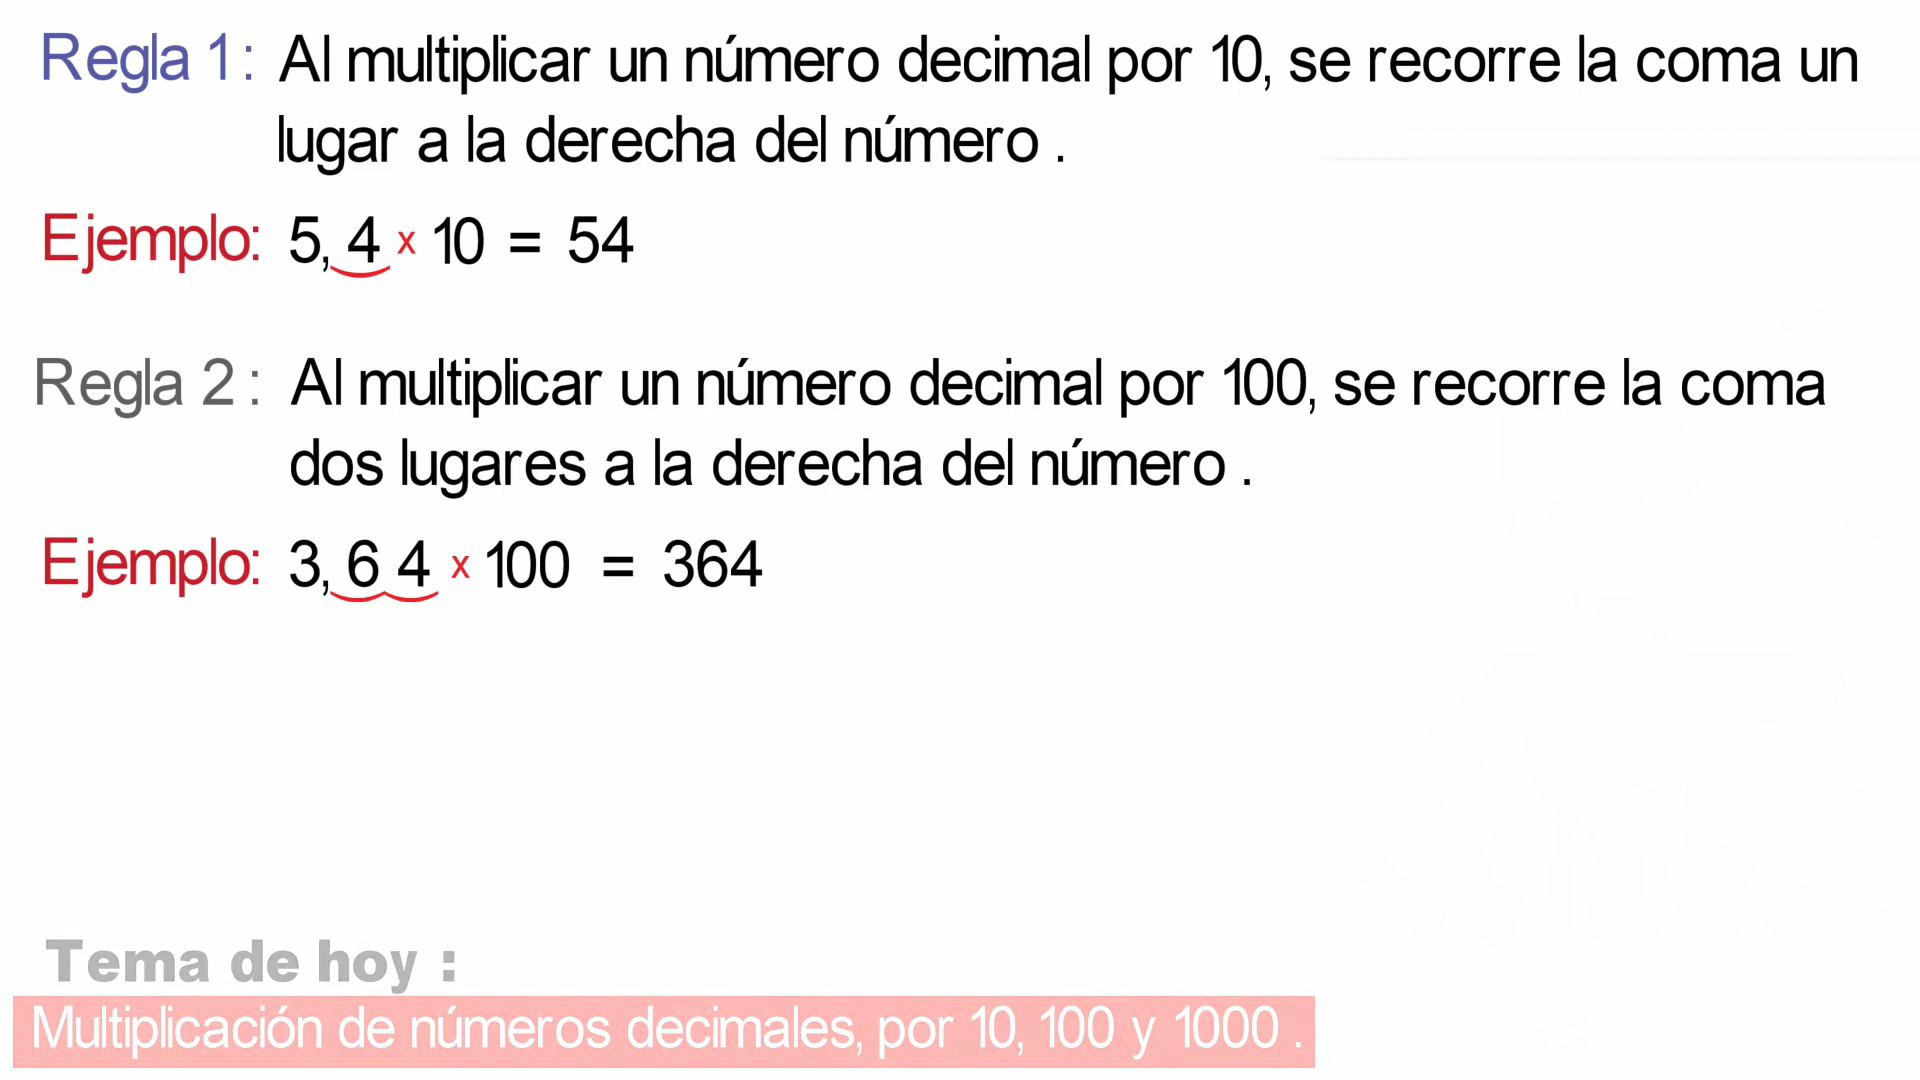 Regla 1: Al multiplicar un número decimal por 10, se recorre la coma un
lugar a la derecha del número .
Ejemplo: 5, 4 x 10 = 54
Regla 2 : Al multiplicar un número decimal por 100, se recorre la coma
dos lugares a la derecha del número .
Ejemplo: 3, 6 4 x 100 = 364
Tema de hoy :
Multiplicación de números decimales, por 10, 100 y 1000 .